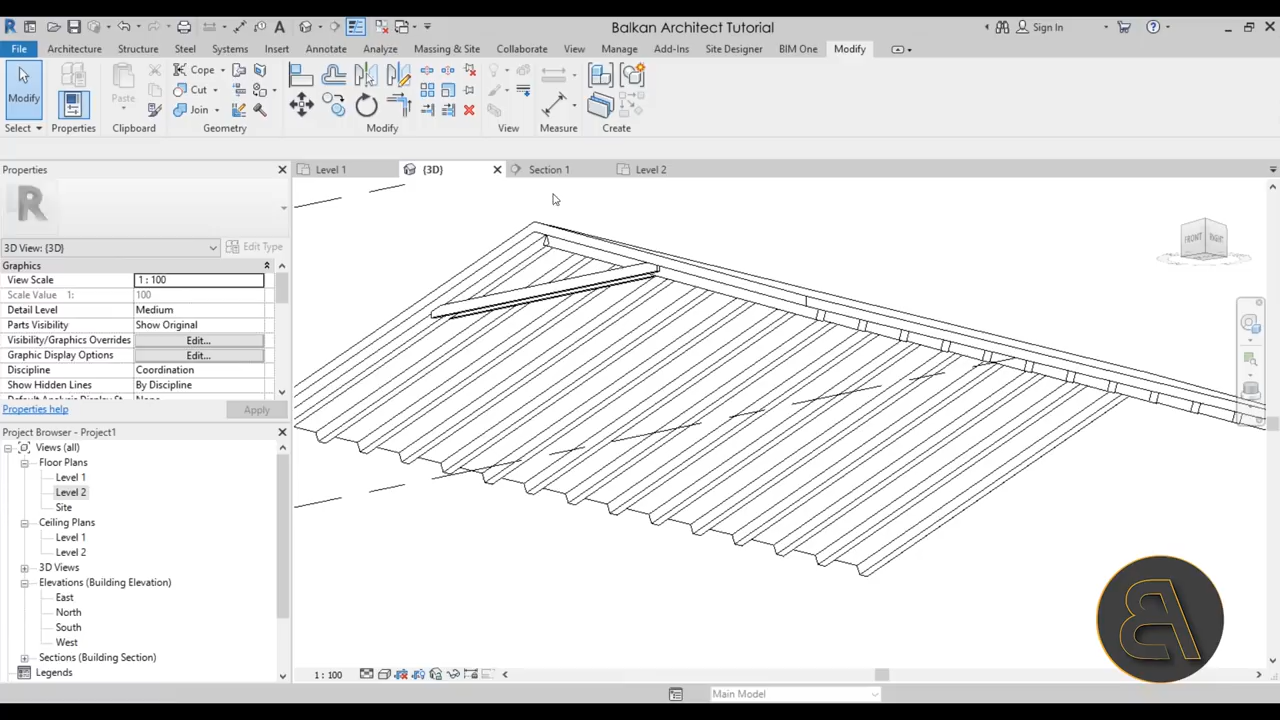 Balkan Architect Tutorial
Sign In
File Architecture Structure Steel Systems Insert Annotate Analyze Massing & Site Collaborate View Manage Add-Ins Site Designer BIM One Modify
Modify Paste Cope Cut Join
Select Properties Clipboard Geometry Modify View Measure Create
Properties
Level 1 {3D} Section 1 Level 2
3D View: {3D} Edit Type
Graphics
View Scale 1 : 100
Scale Value 1: 100
Detail Level Medium
Parts Visibility Show Original
Visibility/Graphics Overrides Edit...
Graphic Display Options Edit...
Discipline Coordination
Show Hidden Lines By Discipline
Properties help Apply
FRONT RIGHT
Project Browser - Project1
Views (all)
Floor Plans
Level 1
Level 2
Site
Ceiling Plans
Level 1
Level 2
3D Views
Elevations (Building Elevation)
East
North
South
West
Sections (Building Section)
Legends
1 : 100
Main Model